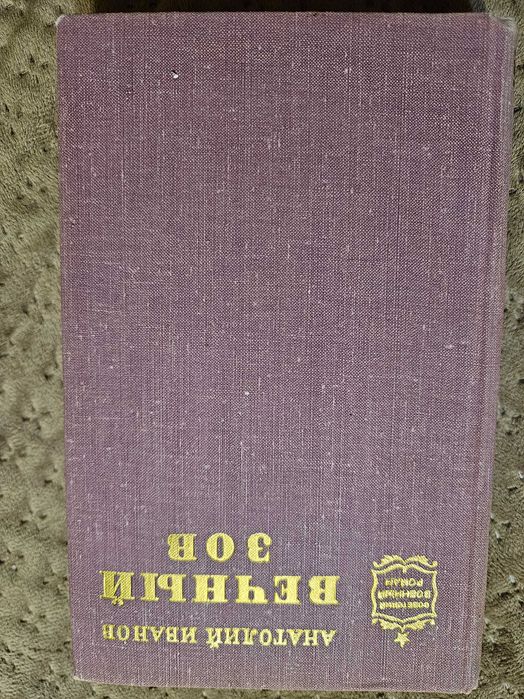 АНАТОЛИЙ ИВАНОВ
ВЕЧНЫЙ
ЗОВ
СОВЕТСКИЙ
ВОЕННЫЙ
РОМАН